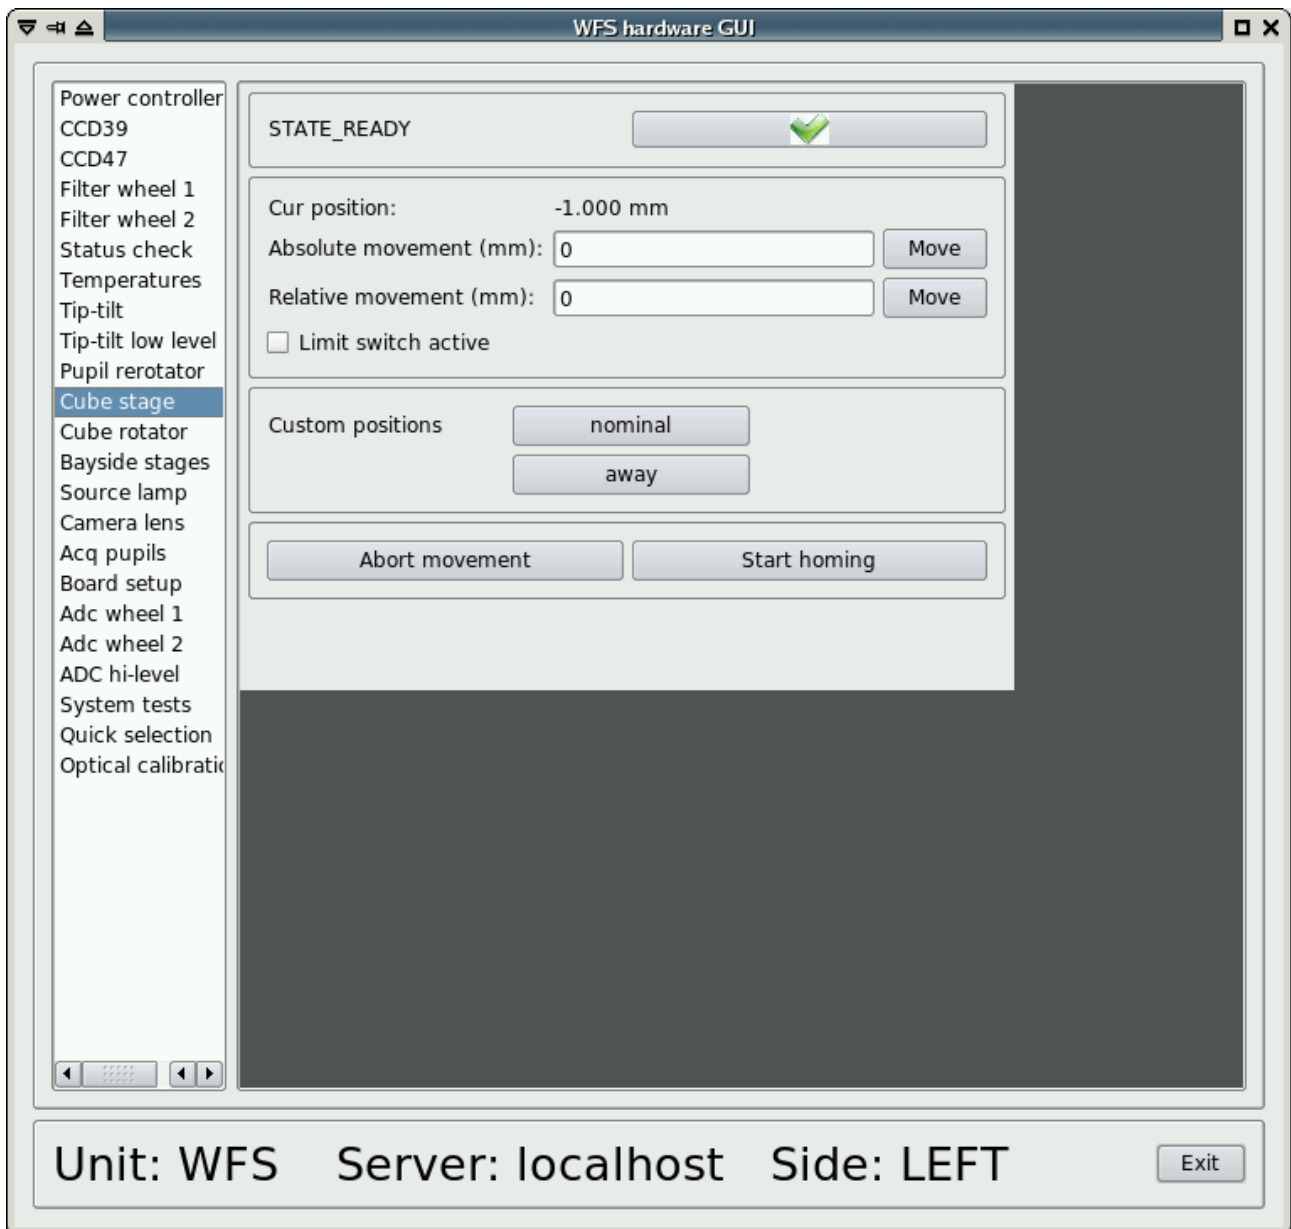 WFS hardware GUI
Power controller
CCD39
CCD47
Filter wheel 1
Filter wheel 2
Status check
Temperatures
Tip-tilt
Tip-tilt low level
Pupil rerotator
Cube stage
Cube rotator
Bayside stages
Source lamp
Camera lens
Acq pupils
Board setup
Adc wheel 1
Adc wheel 2
ADC hi-level
System tests
Quick selection
Optical calibratic
STATE_READY
Cur position: -1.000 mm
Absolute movement (mm): 0 Move
Relative movement (mm): 0 Move
Limit switch active
Custom positions nominal
away
Abort movement Start homing
Unit: WFS Server: localhost Side: LEFT Exit